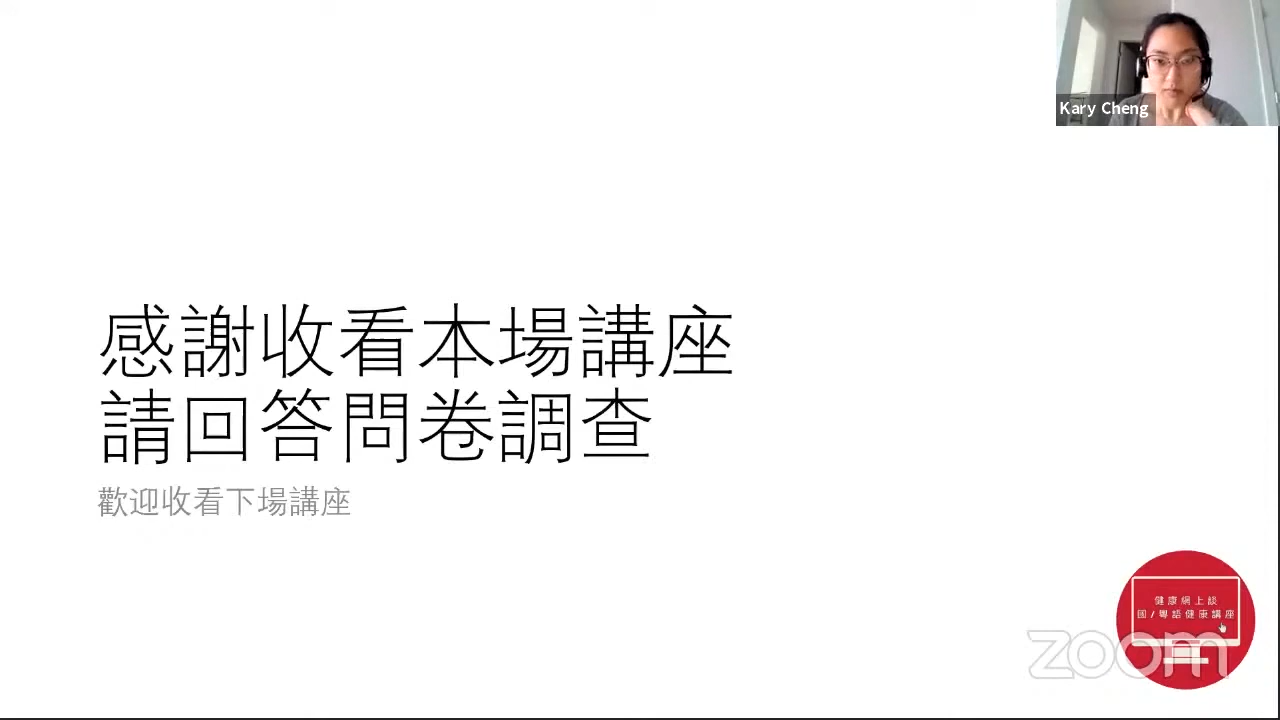 Kary Cheng
感謝收看本場講座
請回答問卷調查
歡迎收看下場講座
健康網上談
國/粵語健康講座
zoom